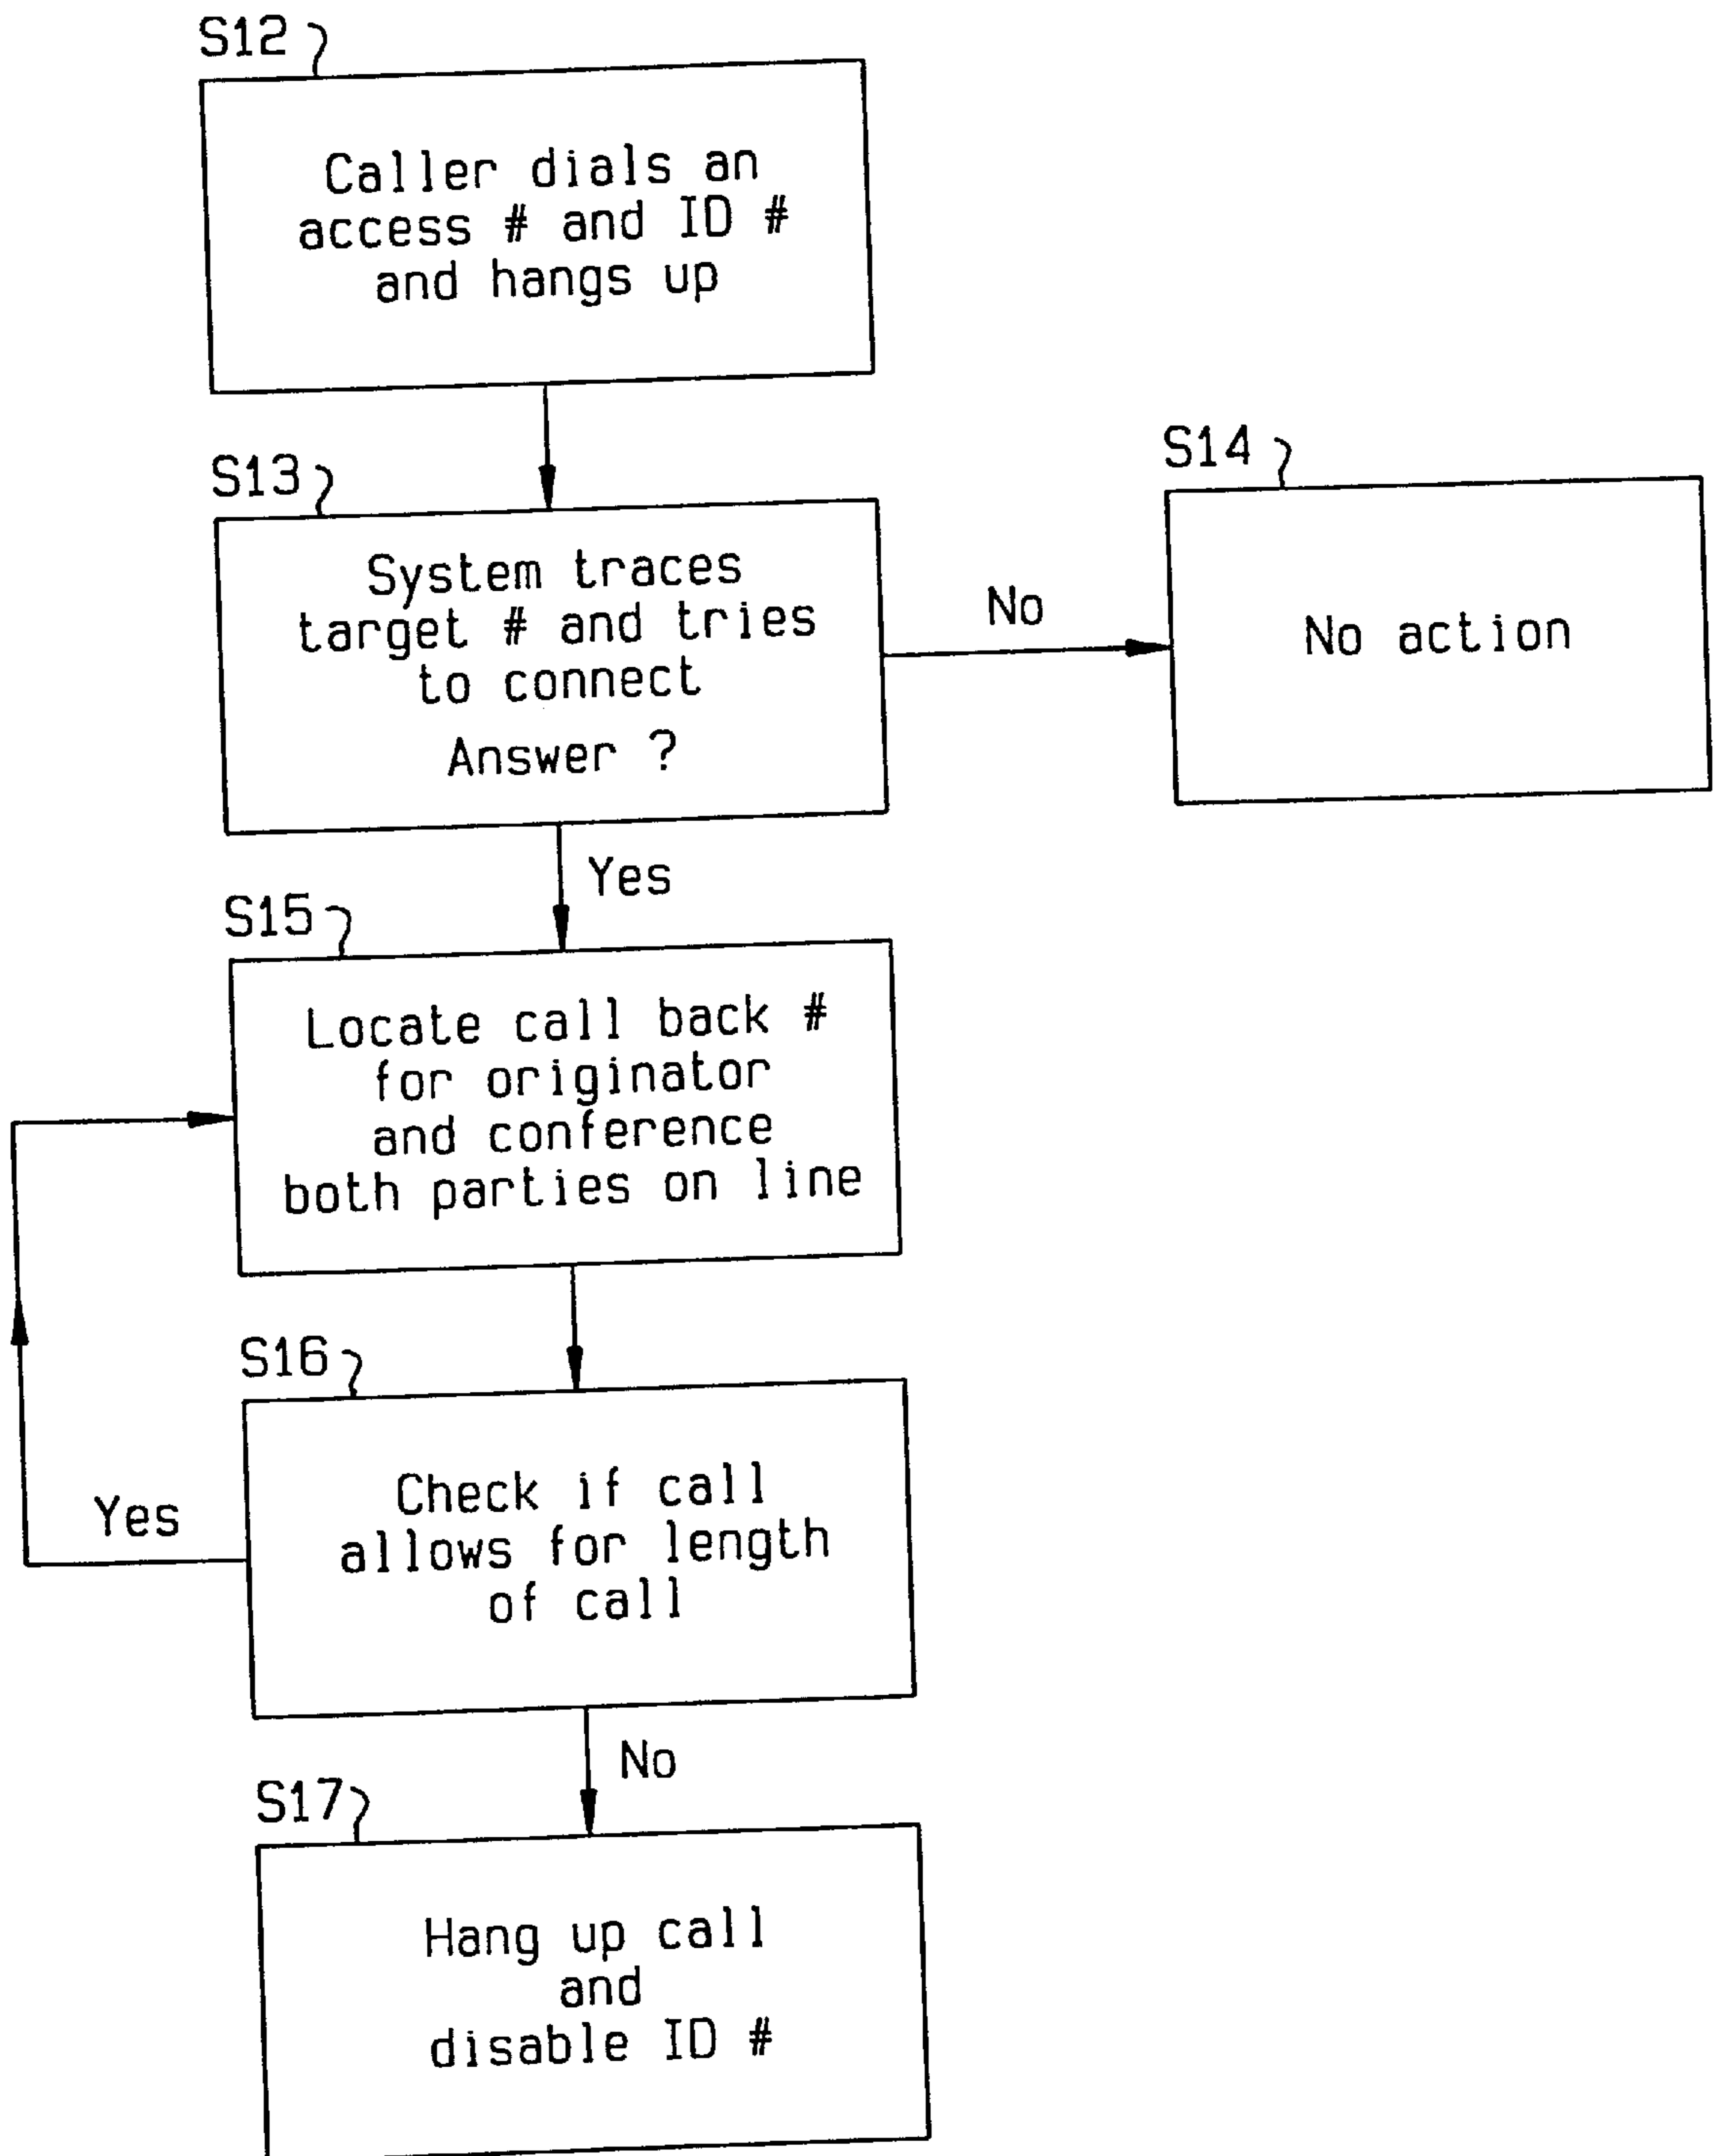 S12
Caller dials an
access # and ID #
and hangs up
S13
System traces
target # and tries
to connect
Answer ?
No
S14
No action
Yes
S15
Locate call back #
for originator
and conference
both parties on line
S16
Check if call
allows for length
of call
Yes
No
S17
Hang up call
and
disable ID #